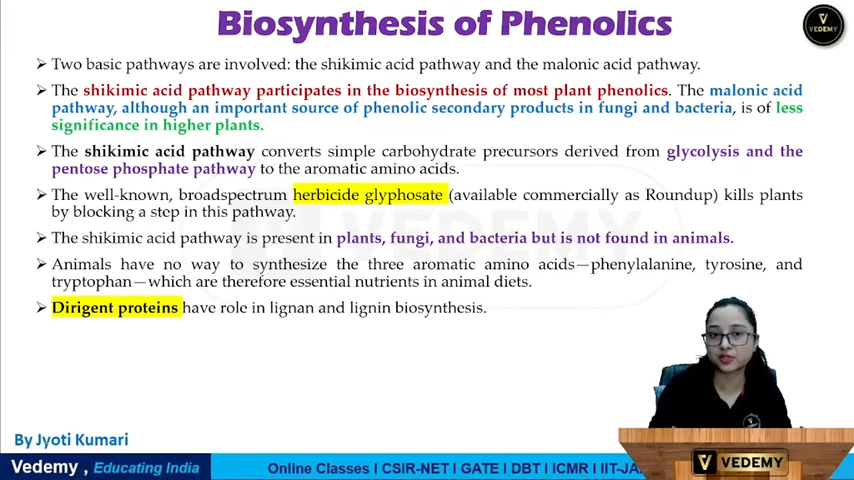 Biosynthesis of Phenolics
VEDEMY
➢ Two basic pathways are involved: the shikimic acid pathway and the malonic acid pathway.
➢ The shikimic acid pathway participates in the biosynthesis of most plant phenolics. The malonic acid
pathway, although an important source of phenolic secondary products in fungi and bacteria, is of less
significance in higher plants.
➢ The shikimic acid pathway converts simple carbohydrate precursors derived from glycolysis and the
pentose phosphate pathway to the aromatic amino acids.
➢ The well-known, broadspectrum herbicide glyphosate (available commercially as Roundup) kills plants
by blocking a step in this pathway.
VEDEMY
➢ The shikimic acid pathway is present in plants, fungi, and bacteria but is not found in animals.
➢ Animals have no way to synthesize the three aromatic amino acids—phenylalanine, tyrosine, and
tryptophan—which are therefore essential nutrients in animal diets.
➢ Dirigent proteins have role in lignan and lignin biosynthesis.
By Jyoti Kumari
VEDEMY
Vedemy , Educating India
Online Classes I CSIR-NET I GATE I DBT I ICMR I IIT-JA